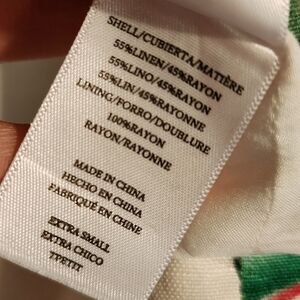 SHELL/CUBIERTA/MATIÈRE
55%LINEN/45%RAYON
55%LINO/45%RAYON
55%LIN/45%RAYONNE
LINING/FORRO/DOUBLURE
100%RAYON
RAYON/RAYONNE
MADE IN CHINA
HECHO EN CHINA
FABRIQUÉ EN CHINE
EXTRA SMALL
EXTRA CHICO
TPETIT